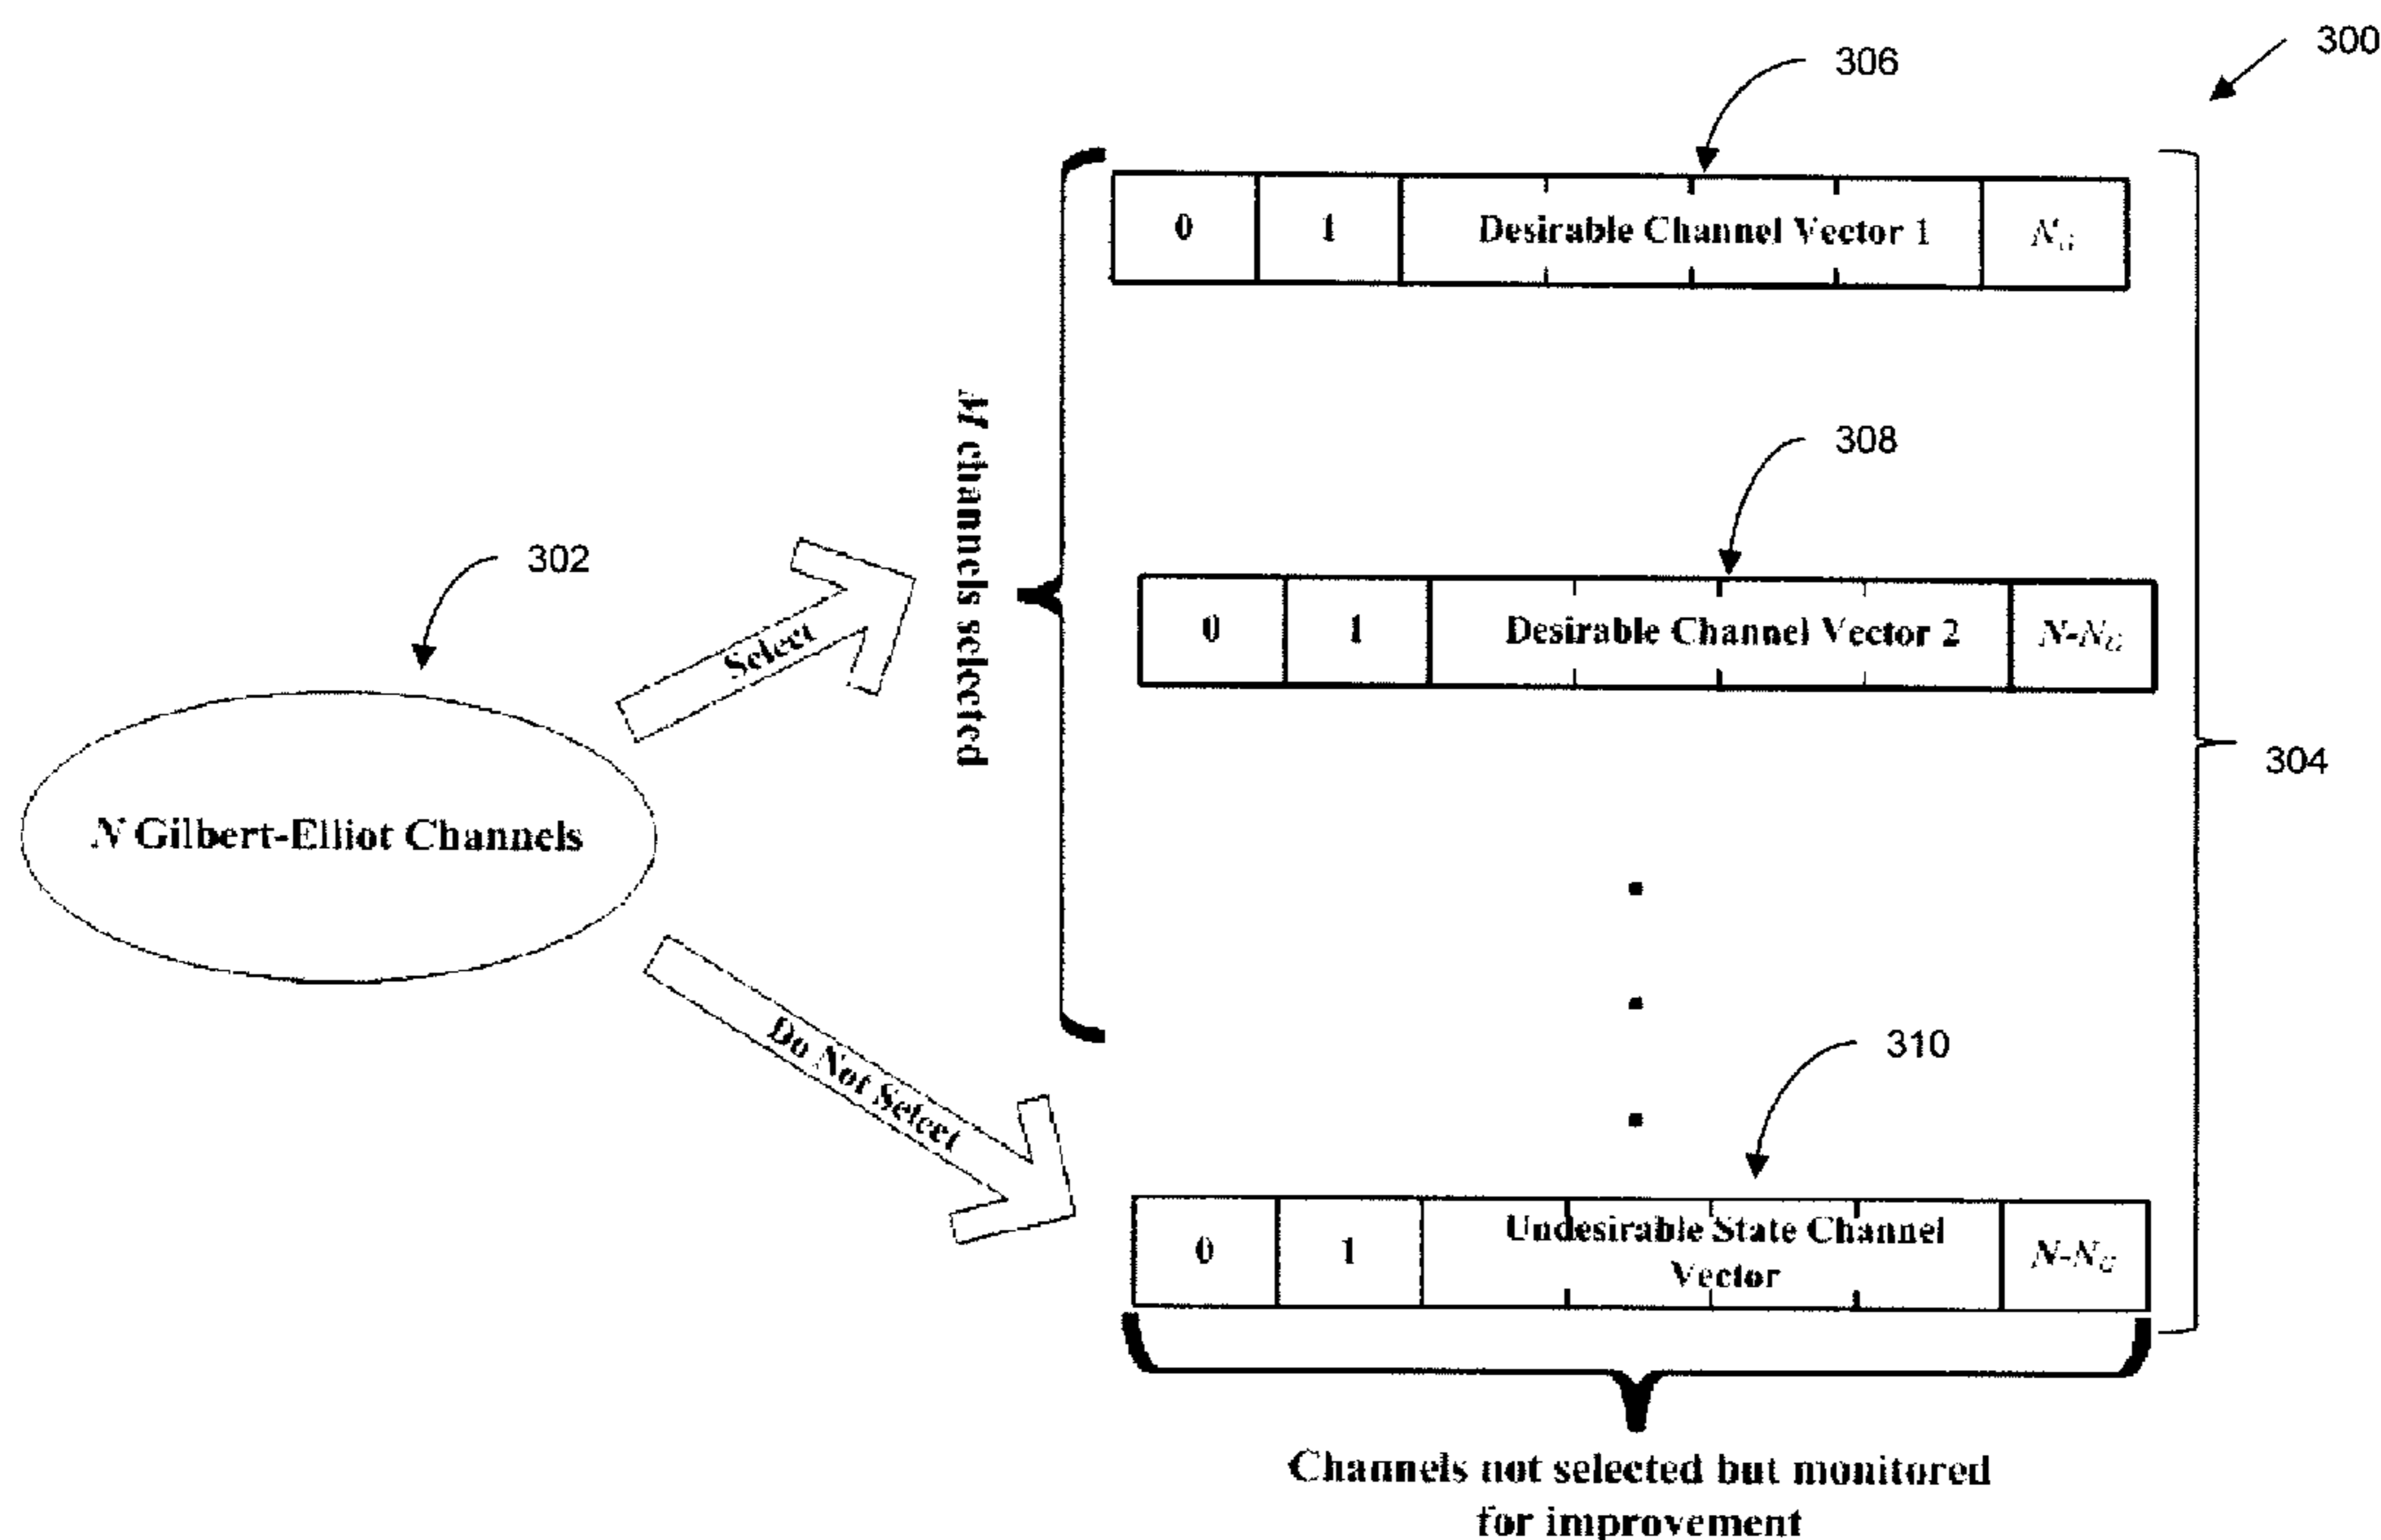 300
306
0 1 Desirable Channel Vector 1 N_G
308
0 1 Desirable Channel Vector 2 N-N_G
M channels selected
302
Select
304
N Gilbert-Elliot Channels
Do Not Select
310
0 1 Undesirable State Channel
Vector
N-N_G
Channels not selected but monitored
for improvement